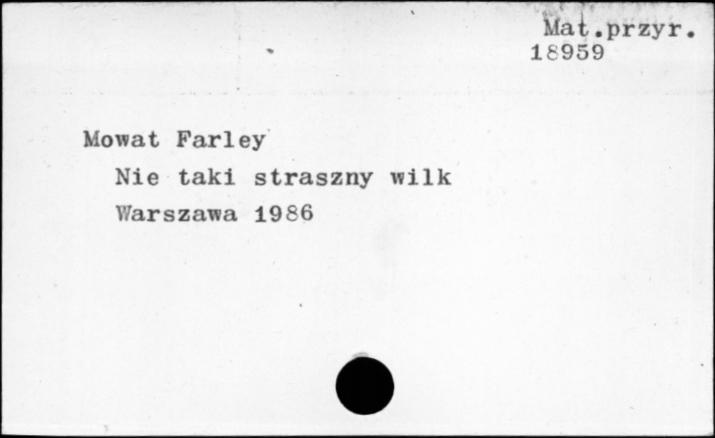 Mat.przyr.
18959
Mowat Farley
Nie taki straszny wilk
Warszawa 1986